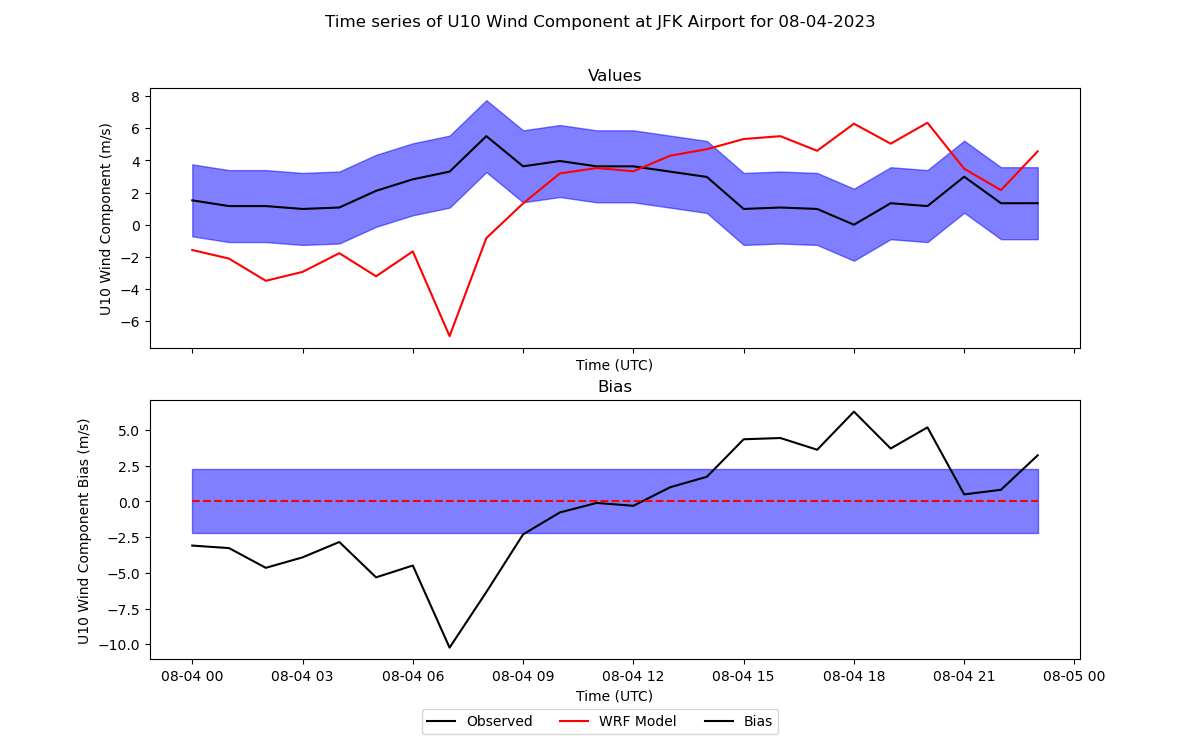 Time series of U10 Wind Component at JFK Airport for 08-04-2023
Values
U10 Wind Component (m/s)
8
6
4
2
0
−2
−4
−6
Time (UTC)
Bias
U10 Wind Component Bias (m/s)
5.0
2.5
0.0
−2.5
−5.0
−7.5
−10.0
08-04 00 08-04 03 08-04 06 08-04 09 08-04 12 08-04 15 08-04 18 08-04 21 08-05 00
Time (UTC)
Observed WRF Model Bias